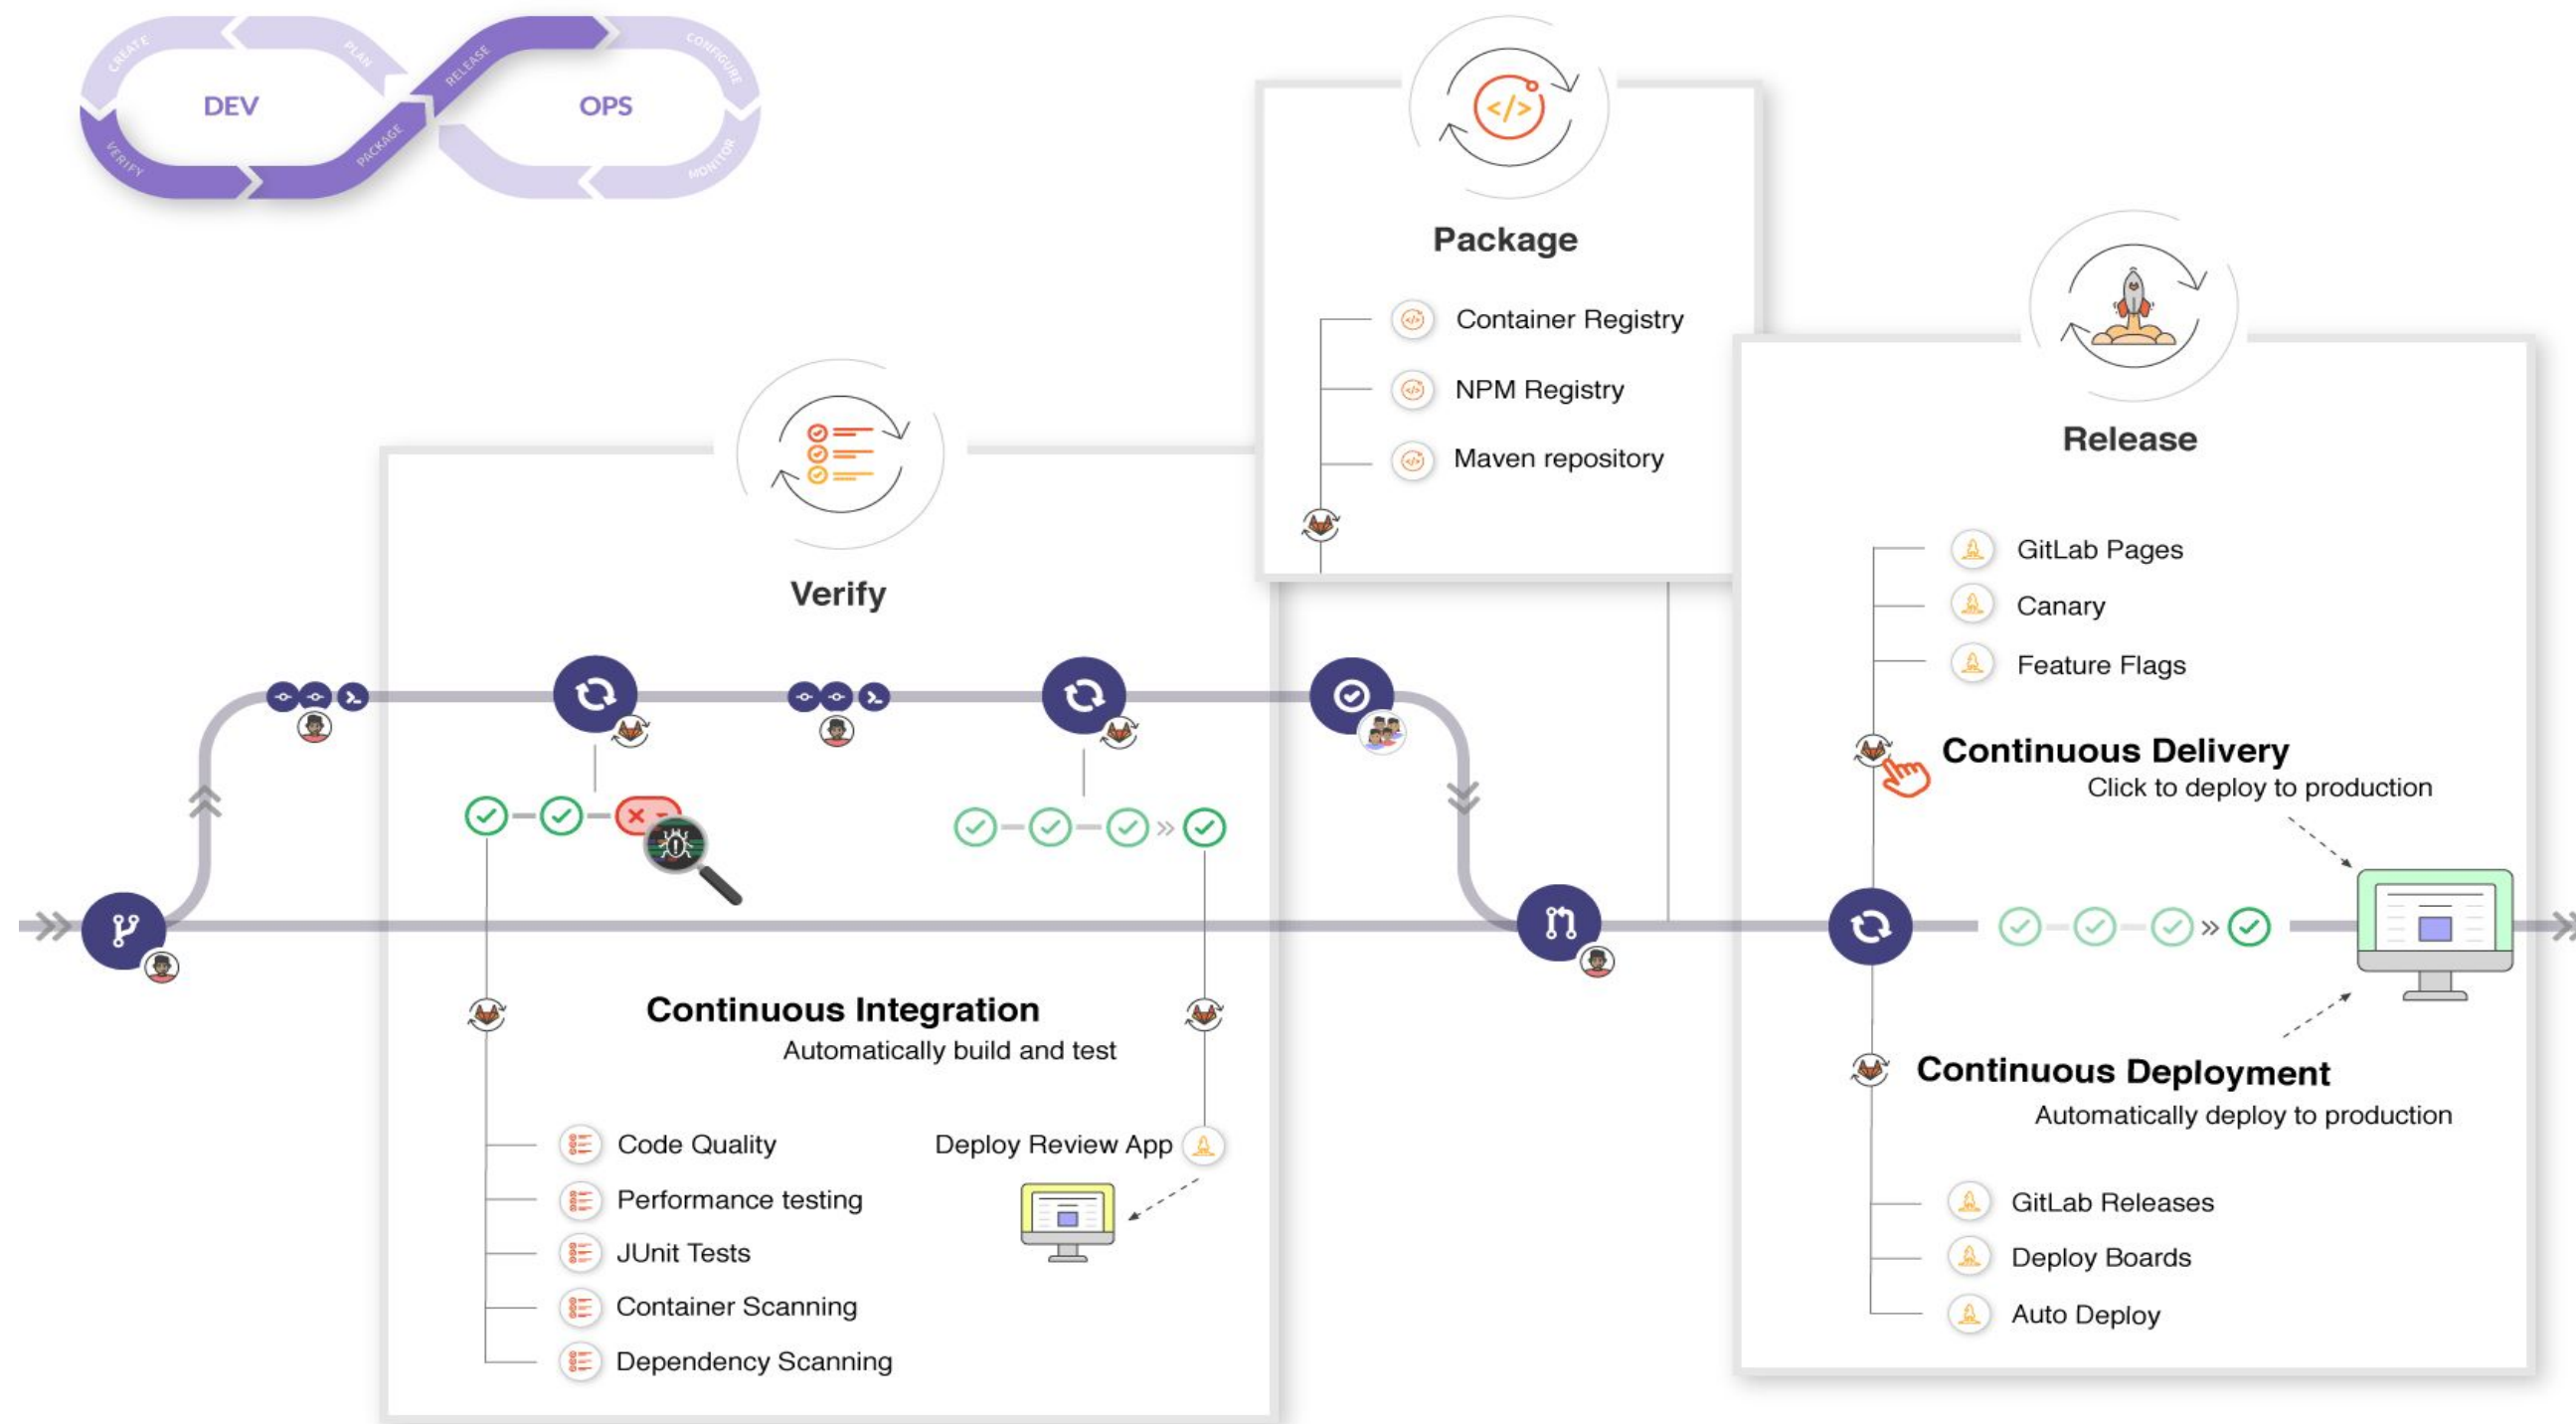 CREATE
PLAN
RELEASE
CONFIGURE
DEV
OPS
VERIFY
PACKAGE
MONITOR
Package
Container Registry
NPM Registry
Maven repository
Verify
Continuous Integration
Automatically build and test
Code Quality
Performance testing
JUnit Tests
Container Scanning
Dependency Scanning
Deploy Review App
Release
GitLab Pages
Canary
Feature Flags
Continuous Delivery
Click to deploy to production
Continuous Deployment
Automatically deploy to production
GitLab Releases
Deploy Boards
Auto Deploy